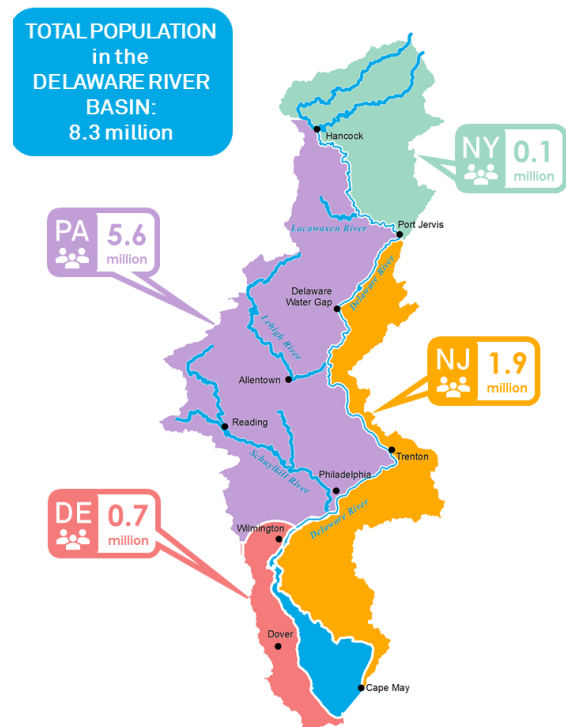 TOTAL POPULATION
in the
DELAWARE RIVER
BASIN:
8.3 million
Hancock
NY 0.1
million
Lacawaxen River
Port Jervis
PA 5.6
million
Delaware
Water Gap
Delaware River
Lehigh River
NJ 1.9
million
Allentown
Reading
Trenton
Schuylkill River
Philadelphia
DE 0.7
million
Wilmington
Delaware River
Dover
Cape May